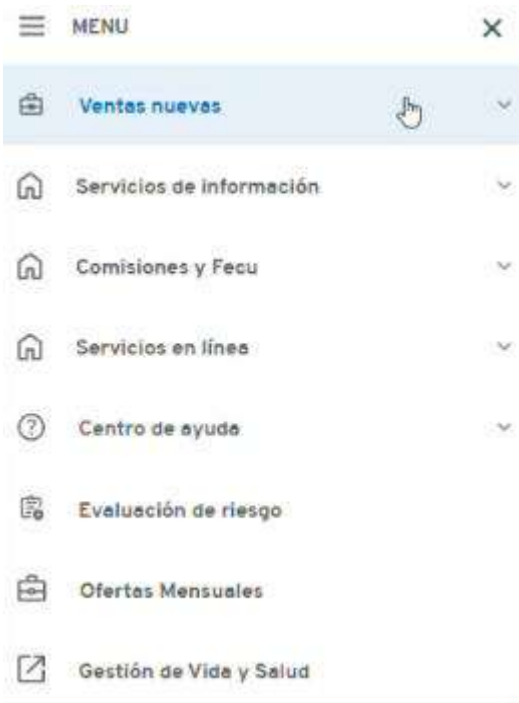 MENU
Ventas nuevas
Servicios de información
Comisiones y Fecu
Servicios en línea
Centro de ayuda
Evaluación de riesgo
Ofertas Mensuales
Gestión de Vida y Salud